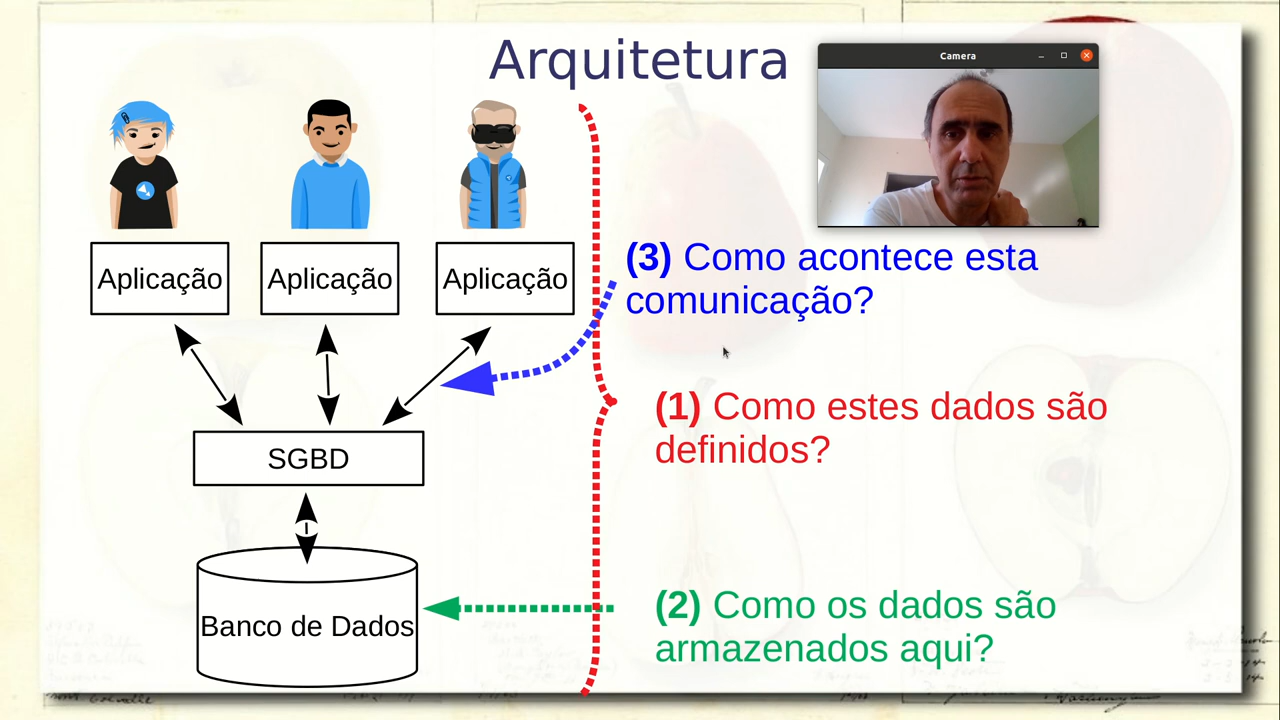 Arquitetura
Camera
Aplicação
Aplicação
Aplicação
SGBD
Banco de Dados
(3) Como acontece esta
comunicação?
(1) Como estes dados são
definidos?
(2) Como os dados são
armazenados aqui?